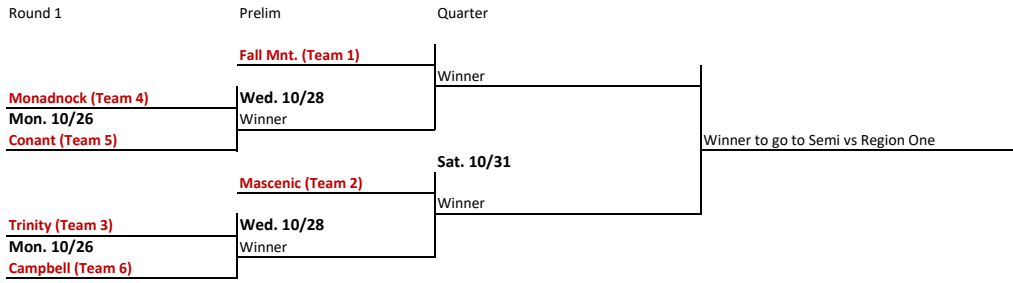 Round 1 Prelim Quarter
Fall Mnt. (Team 1)
Winner
Monadnock (Team 4) Wed. 10/28
Mon. 10/26 Winner
Conant (Team 5) Winner to go to Semi vs Region One
Sat. 10/31
Mascenic (Team 2)
Winner
Trinity (Team 3) Wed. 10/28
Mon. 10/26 Winner
Campbell (Team 6)